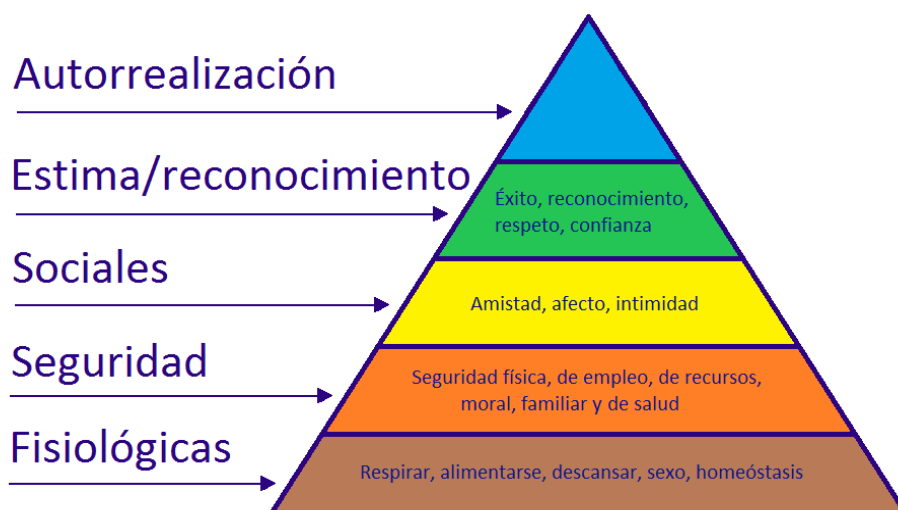 Autorrealización
Estima/reconocimiento
Éxito, reconocimiento,
respeto, confianza
Sociales
Amistad, afecto, intimidad
Seguridad
Seguridad física, de empleo, de recursos,
moral, familiar y de salud
Fisiológicas
Respirar, alimentarse, descansar, sexo, homeóstasis